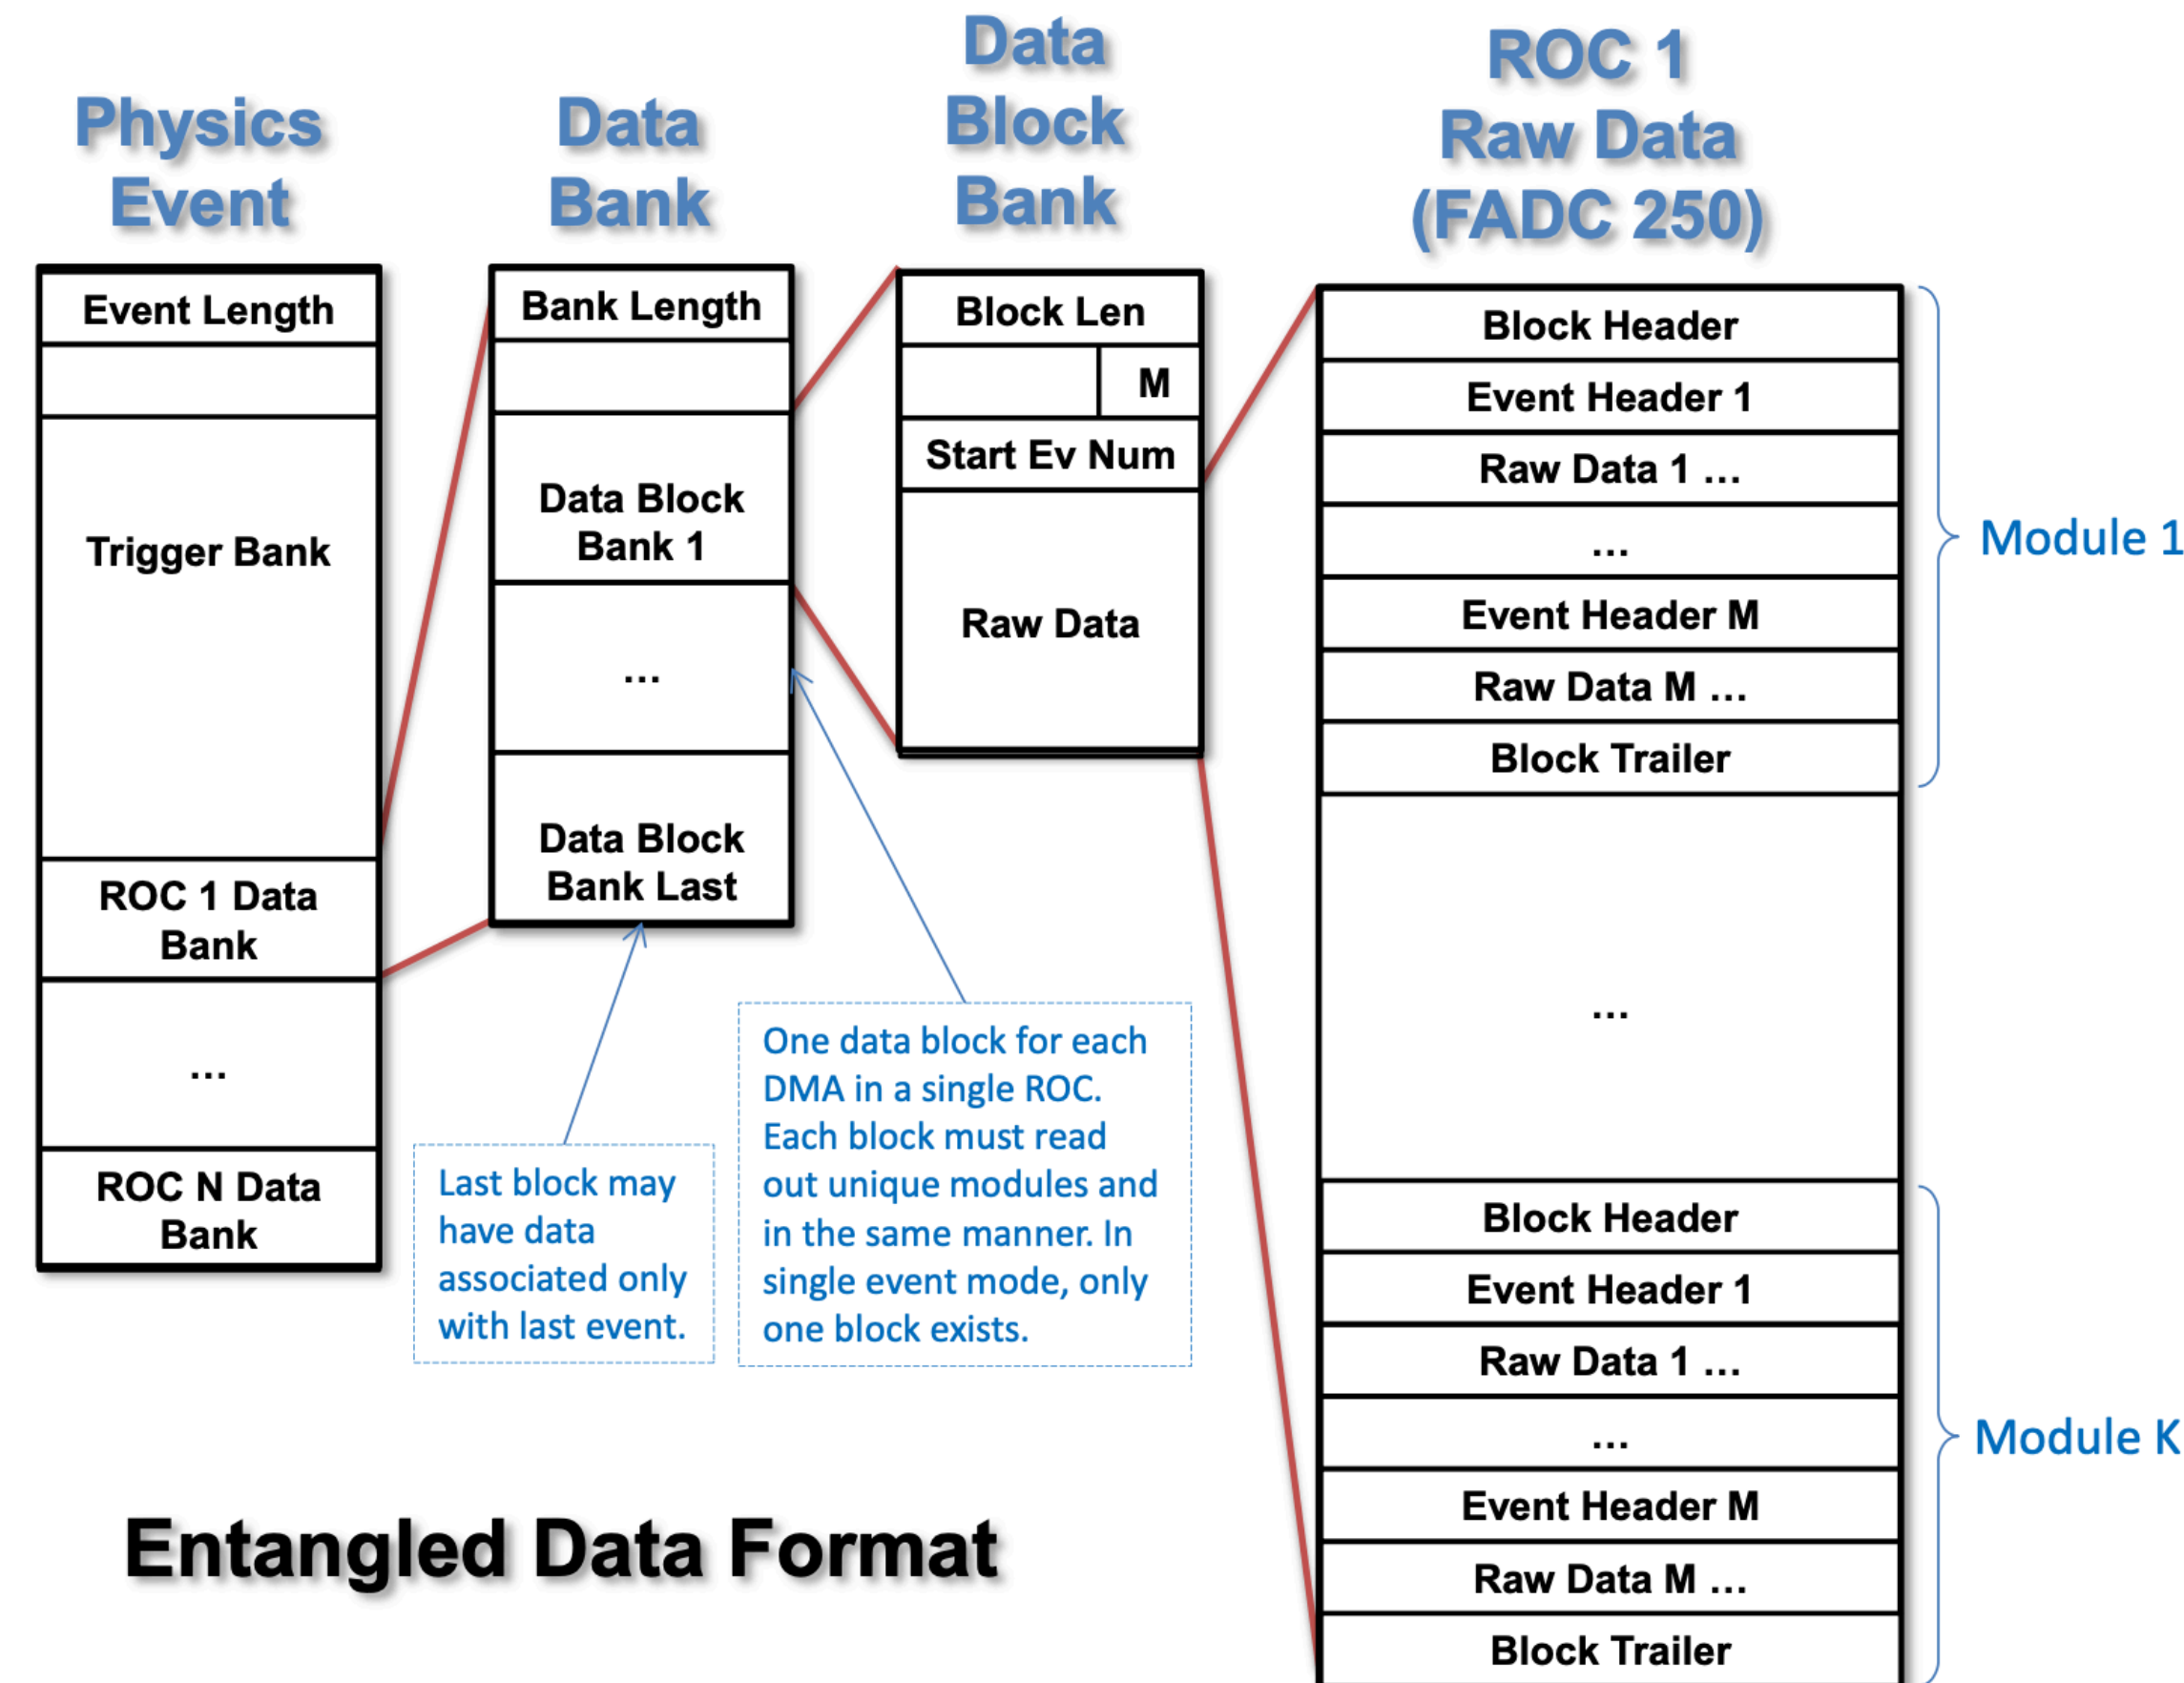 Physics
Event
Event Length
Trigger Bank
ROC 1 Data
Bank
...
ROC N Data
Bank
Data
Bank
Bank Length
Data Block
Bank 1
...
Data Block
Bank Last
Last block may
have data
associated only
with last event.
One data block for each
DMA in a single ROC.
Each block must read
out unique modules and
in the same manner. In
single event mode, only
one block exists.
Data
Block
Bank
Block Len
M
Start Ev Num
Raw Data
ROC 1
Raw Data
(FADC 250)
Block Header
Event Header 1
Raw Data 1 ...
...
Event Header M
Raw Data M ...
Block Trailer
Module 1
...
Block Header
Event Header 1
Raw Data 1 ...
...
Event Header M
Raw Data M ...
Block Trailer
Module K
Entangled Data Format